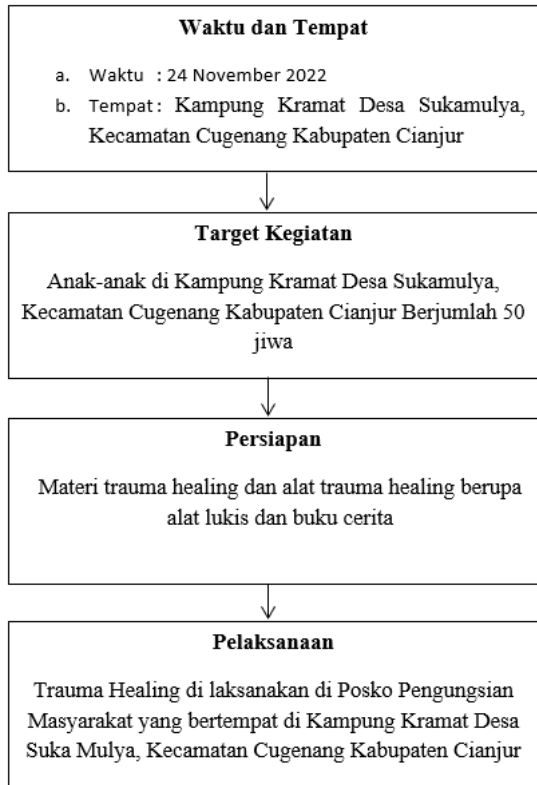 Waktu dan Tempat
a. Waktu : 24 November 2022
b. Tempat : Kampung Kramat Desa Sukamulya,
Kecamatan Cugenang Kabupaten Cianjur
Target Kegiatan
Anak-anak di Kampung Kramat Desa Sukamulya,
Kecamatan Cugenang Kabupaten Cianjur Berjumlah 50
jiwa
Persiapan
Materi trauma healing dan alat trauma healing berupa
alat lukis dan buku cerita
Pelaksanaan
Trauma Healing di laksanakan di Posko Pengungsian
Masyarakat yang bertempat di Kampung Kramat Desa
Suka Mulya, Kecamatan Cugenang Kabupaten Cianjur